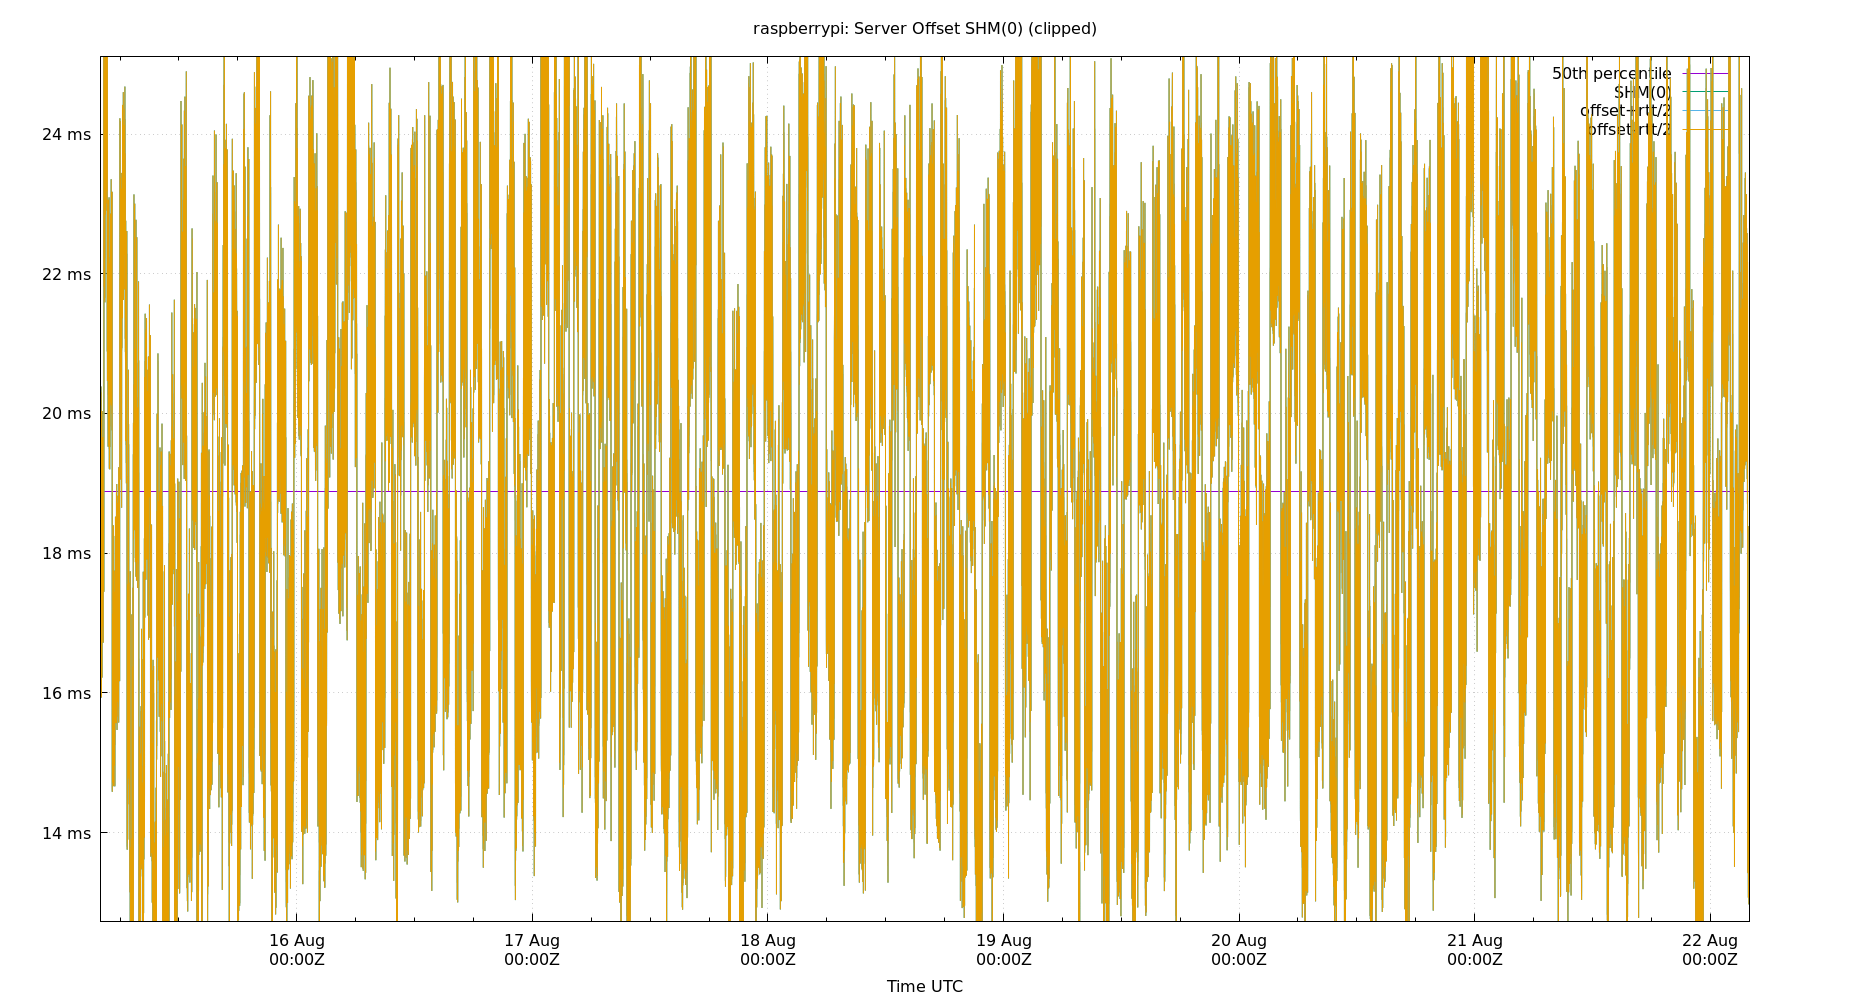 raspberrypi: Server Offset SHM(0) (clipped)
50th percentile
SHM(0)
offset+rtt/2
offset-rtt/2
24 ms
22 ms
20 ms
18 ms
16 ms
14 ms
16 Aug
00:00Z
17 Aug
00:00Z
18 Aug
00:00Z
19 Aug
00:00Z
20 Aug
00:00Z
21 Aug
00:00Z
22 Aug
00:00Z
Time UTC